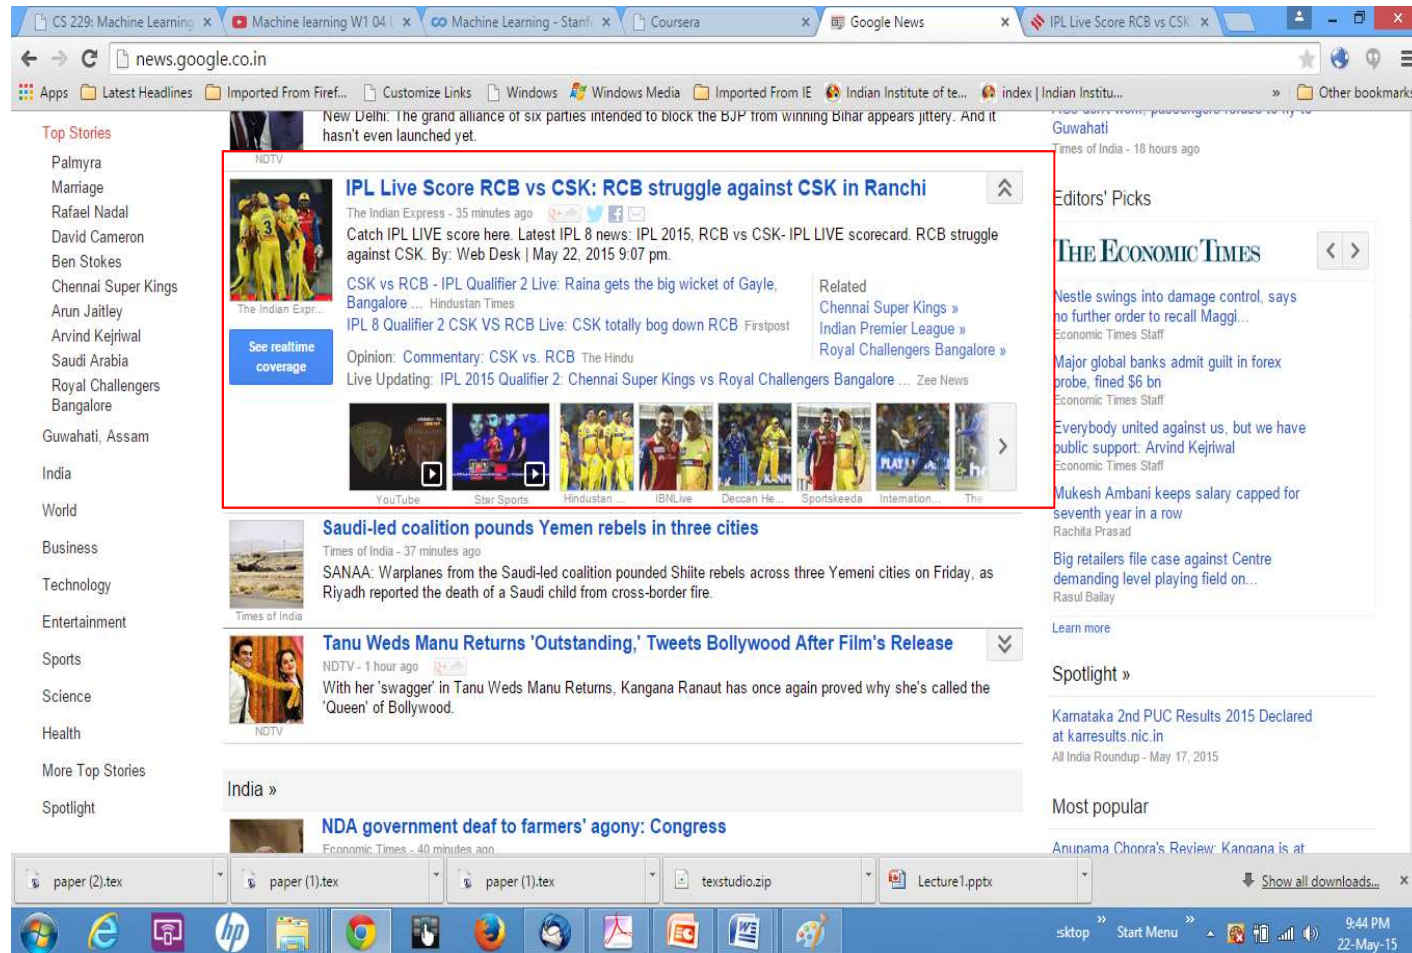 CS 229: Machine Learning
Machine learning W1 04 L
Machine Learning - Stanfo
Coursera
Google News
IPL Live Score RCB vs CSK
news.google.co.in
Apps
Latest Headlines
Imported From Firef...
Customize Links
Windows
Windows Media
Imported From IE
Indian Institute of te...
index | Indian Institu...
»
Other bookmarks
Top Stories
Palmyra
Marriage
Rafael Nadal
David Cameron
Ben Stokes
Chennai Super Kings
Arun Jaitley
Arvind Kejriwal
Saudi Arabia
Royal Challengers
Bangalore
Guwahati, Assam
India
World
Business
Technology
Entertainment
Sports
Science
Health
More Top Stories
Spotlight
New Delhi: The grand alliance of six parties intended to block the BJP from winning Bihar appears jittery. And it
hasn't even launched yet.
NDTV
IPL Live Score RCB vs CSK: RCB struggle against CSK in Ranchi
The Indian Express - 35 minutes ago
Catch IPL LIVE score here. Latest IPL 8 news: IPL 2015, RCB vs CSK- IPL LIVE scorecard. RCB struggle
against CSK. By: Web Desk | May 22, 2015 9:07 pm.
The Indian Expr...
See realtime
coverage
CSK vs RCB - IPL Qualifier 2 Live: Raina gets the big wicket of Gayle,
Bangalore ... Hindustan Times
IPL 8 Qualifier 2 CSK VS RCB Live: CSK totally bog down RCB Firstpost
Opinion: Commentary: CSK vs. RCB The Hindu
Live Updating: IPL 2015 Qualifier 2: Chennai Super Kings vs Royal Challengers Bangalore ... Zee News
Related
Chennai Super Kings »
Indian Premier League »
Royal Challengers Bangalore »
YouTube
Star Sports
Hindustan ...
IBNLive
Deccan He...
Sportskeeda
Internation...
The
Saudi-led coalition pounds Yemen rebels in three cities
Times of India - 37 minutes ago
SANAA: Warplanes from the Saudi-led coalition pounded Shiite rebels across three Yemeni cities on Friday, as
Riyadh reported the death of a Saudi child from cross-border fire.
Times of India
Tanu Weds Manu Returns 'Outstanding,' Tweets Bollywood After Film's Release
NDTV - 1 hour ago
With her 'swagger' in Tanu Weds Manu Returns, Kangana Ranaut has once again proved why she's called the
'Queen' of Bollywood.
NDTV
India »
NDA government deaf to farmers' agony: Congress
Economic Times - 40 minutes ago
passengers refuse to fly to
Guwahati
Times of India - 18 hours ago
Editors' Picks
THE ECONOMIC TIMES
Nestle swings into damage control, says
no further order to recall Maggi...
Economic Times Staff
Major global banks admit guilt in forex
probe, fined $6 bn
Economic Times Staff
Everybody united against us, but we have
public support: Arvind Kejriwal
Economic Times Staff
Mukesh Ambani keeps salary capped for
seventh year in a row
Rachita Prasad
Big retailers file case against Centre
demanding level playing field on...
Rasul Bailay
Learn more
Spotlight »
Karnataka 2nd PUC Results 2015 Declared
at karresults.nic.in
All India Roundup - May 17, 2015
Most popular
Anupama Chopra's Review: Kangana is at
paper (2).tex
paper (1).tex
paper (1).tex
texstudio.zip
Lecture1.pptx
Show all downloads...
sktop
»
Start Menu
»
9:44 PM
22-May-15